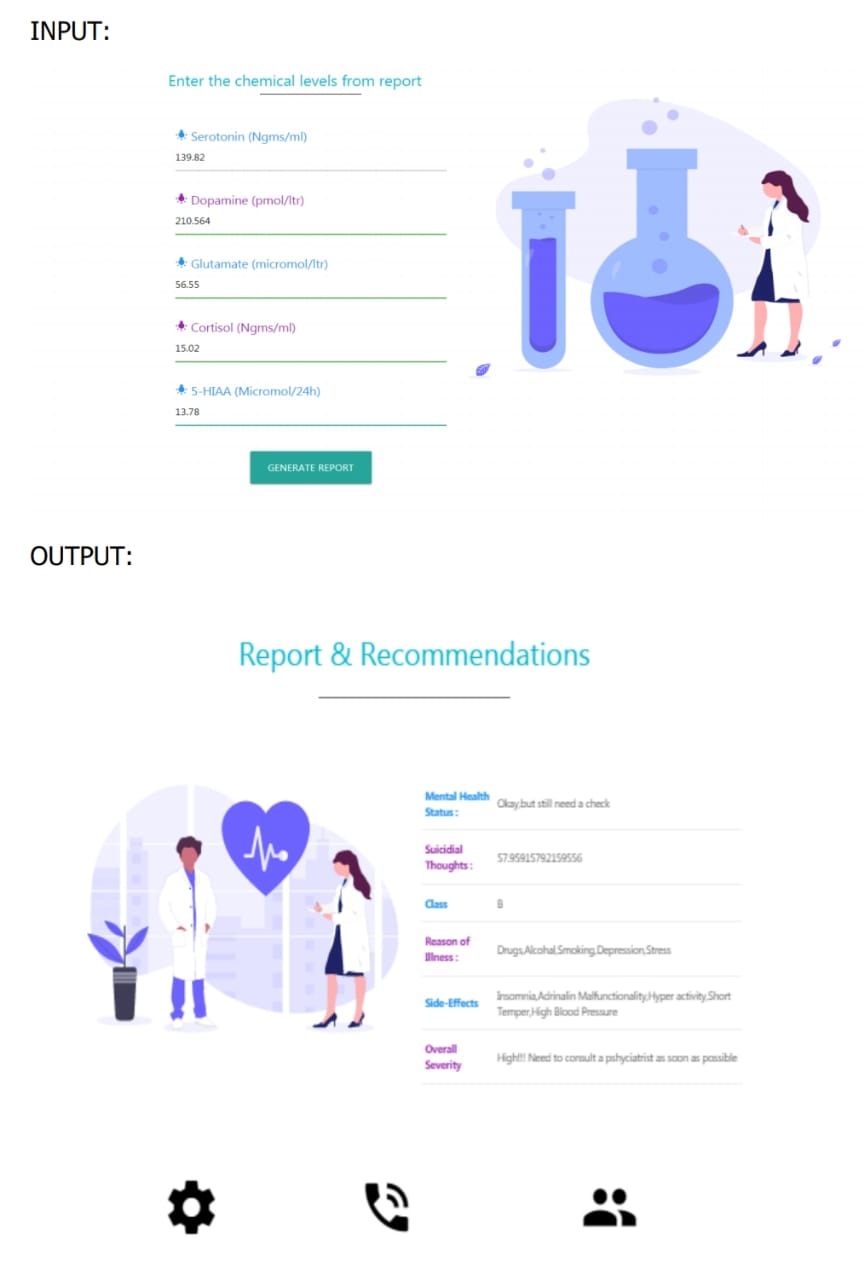 INPUT:
Enter the chemical levels from report
Serotonin (Ngms/ml)
139.82
Dopamine (pmol/ltr)
210.564
Glutamate (micromol/ltr)
56.55
Cortisol (Ngms/ml)
15.02
5-HIAA (Micromol/24h)
13.78
GENERATE REPORT
OUTPUT:
Report & Recommendations
Mental Health
Status :
Okay,but still need a check
Suicidial
Thoughts :
57.95915792159556
Class
B
Reason of
Illness :
Drugs,Alcohal,Smoking,Depression,Stress
Side-Effects
Insomnia,Adrinalin Malfunctionality,Hyper activity,Short
Temper,High Blood Pressure
Overall
Severity
High!!! Need to consult a pshyciatrist as soon as possible